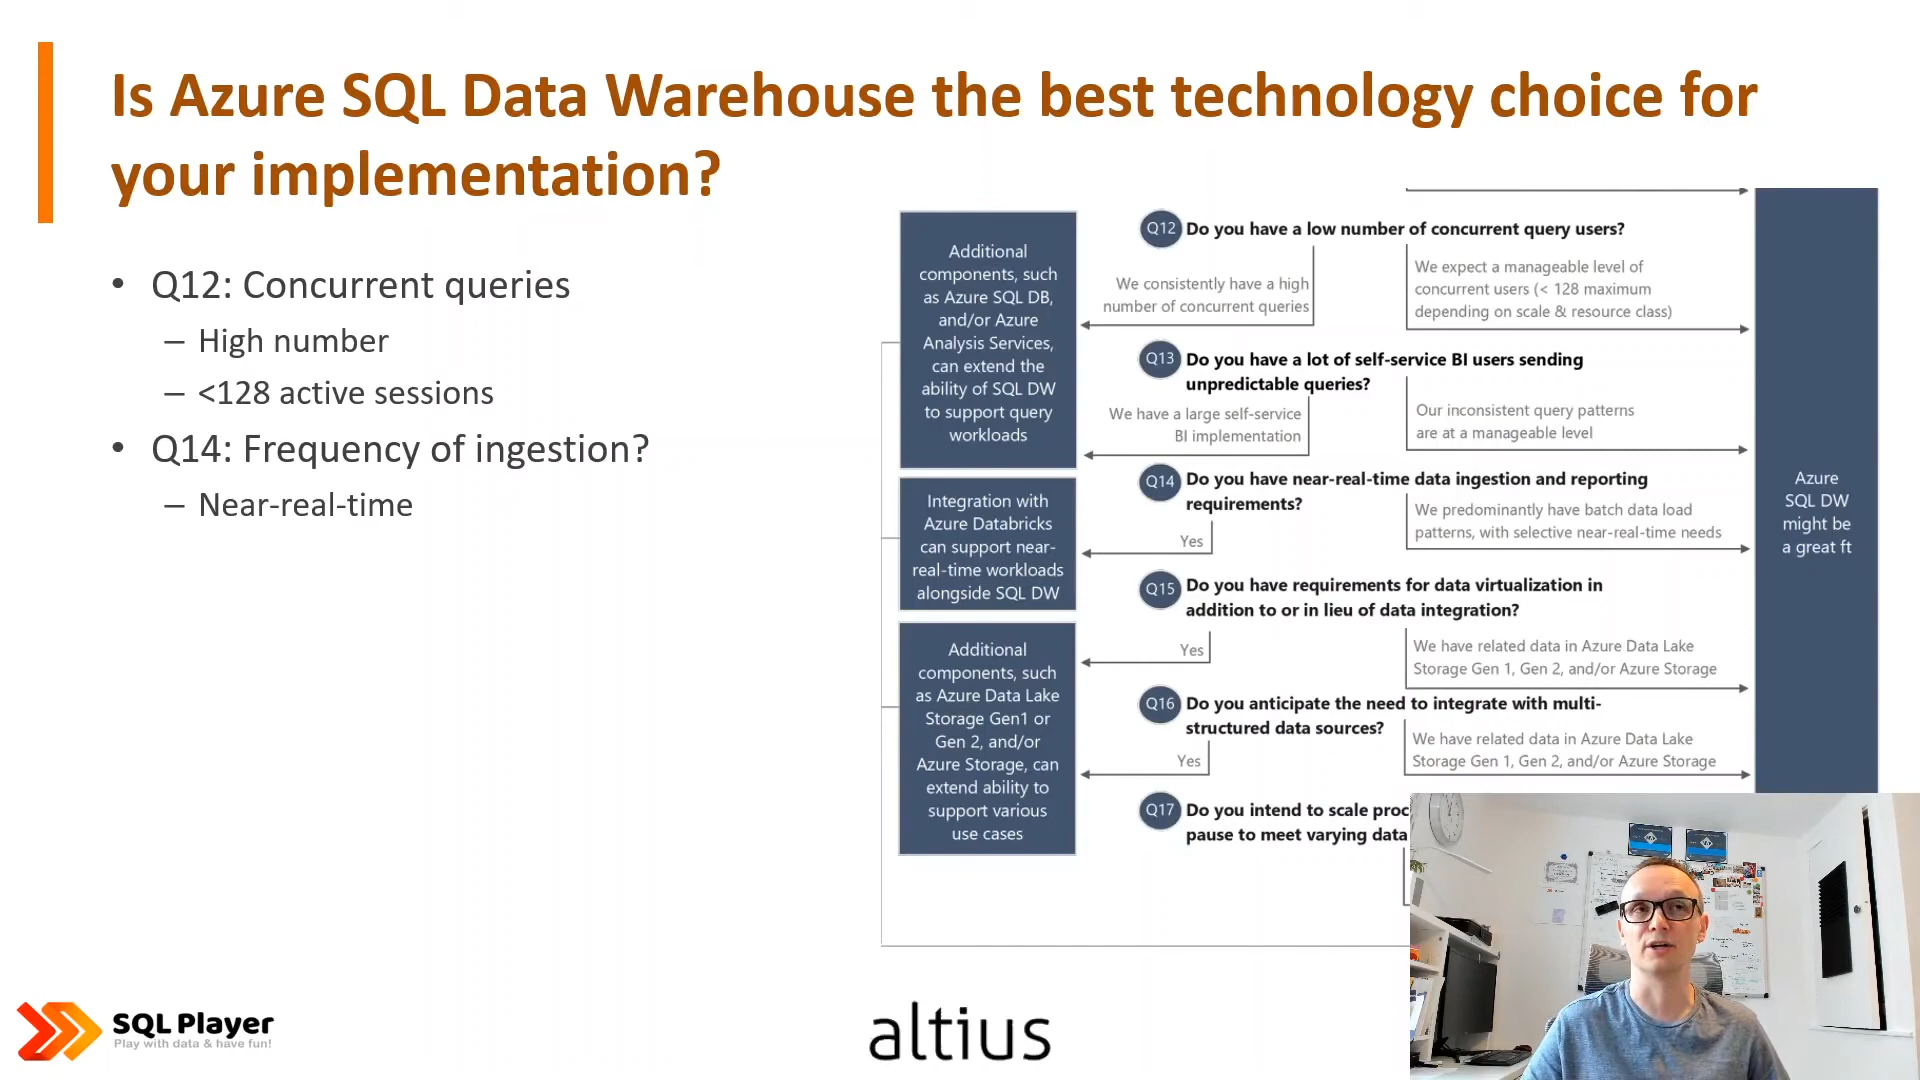 Is Azure SQL Data Warehouse the best technology choice for
your implementation?
• Q12: Concurrent queries
– High number
– <128 active sessions
• Q14: Frequency of ingestion?
– Near-real-time
Additional
components, such
as Azure SQL DB,
and/or Azure
Analysis Services,
can extend the
ability of SQL DW
to support query
workloads
Integration with
Azure Databricks
can support near-
real-time workloads
alongside SQL DW
Additional
components, such
as Azure Data Lake
Storage Gen1 or
Gen 2, and/or
Azure Storage, can
extend ability to
support various
use cases
Q12 Do you have a low number of concurrent query users?
We consistently have a high
number of concurrent queries
We expect a manageable level of
concurrent users (< 128 maximum
depending on scale & resource class)
Q13 Do you have a lot of self-service BI users sending
unpredictable queries?
We have a large self-service
BI implementation
Our inconsistent query patterns
are at a manageable level
Q14 Do you have near-real-time data ingestion and reporting
requirements?
Yes
We predominantly have batch data load
patterns, with selective near-real-time needs
Q15 Do you have requirements for data virtualization in
addition to or in lieu of data integration?
Yes
We have related data in Azure Data Lake
Storage Gen 1, Gen 2, and/or Azure Storage
Q16 Do you anticipate the need to integrate with multi-
structured data sources?
Yes
We have related data in Azure Data Lake
Storage Gen 1, Gen 2, and/or Azure Storage
Q17 Do you intend to scale proc
pause to meet varying data
Azure
SQL DW
might be
a great ft
SQL Player
Play with data & have fun!
altius